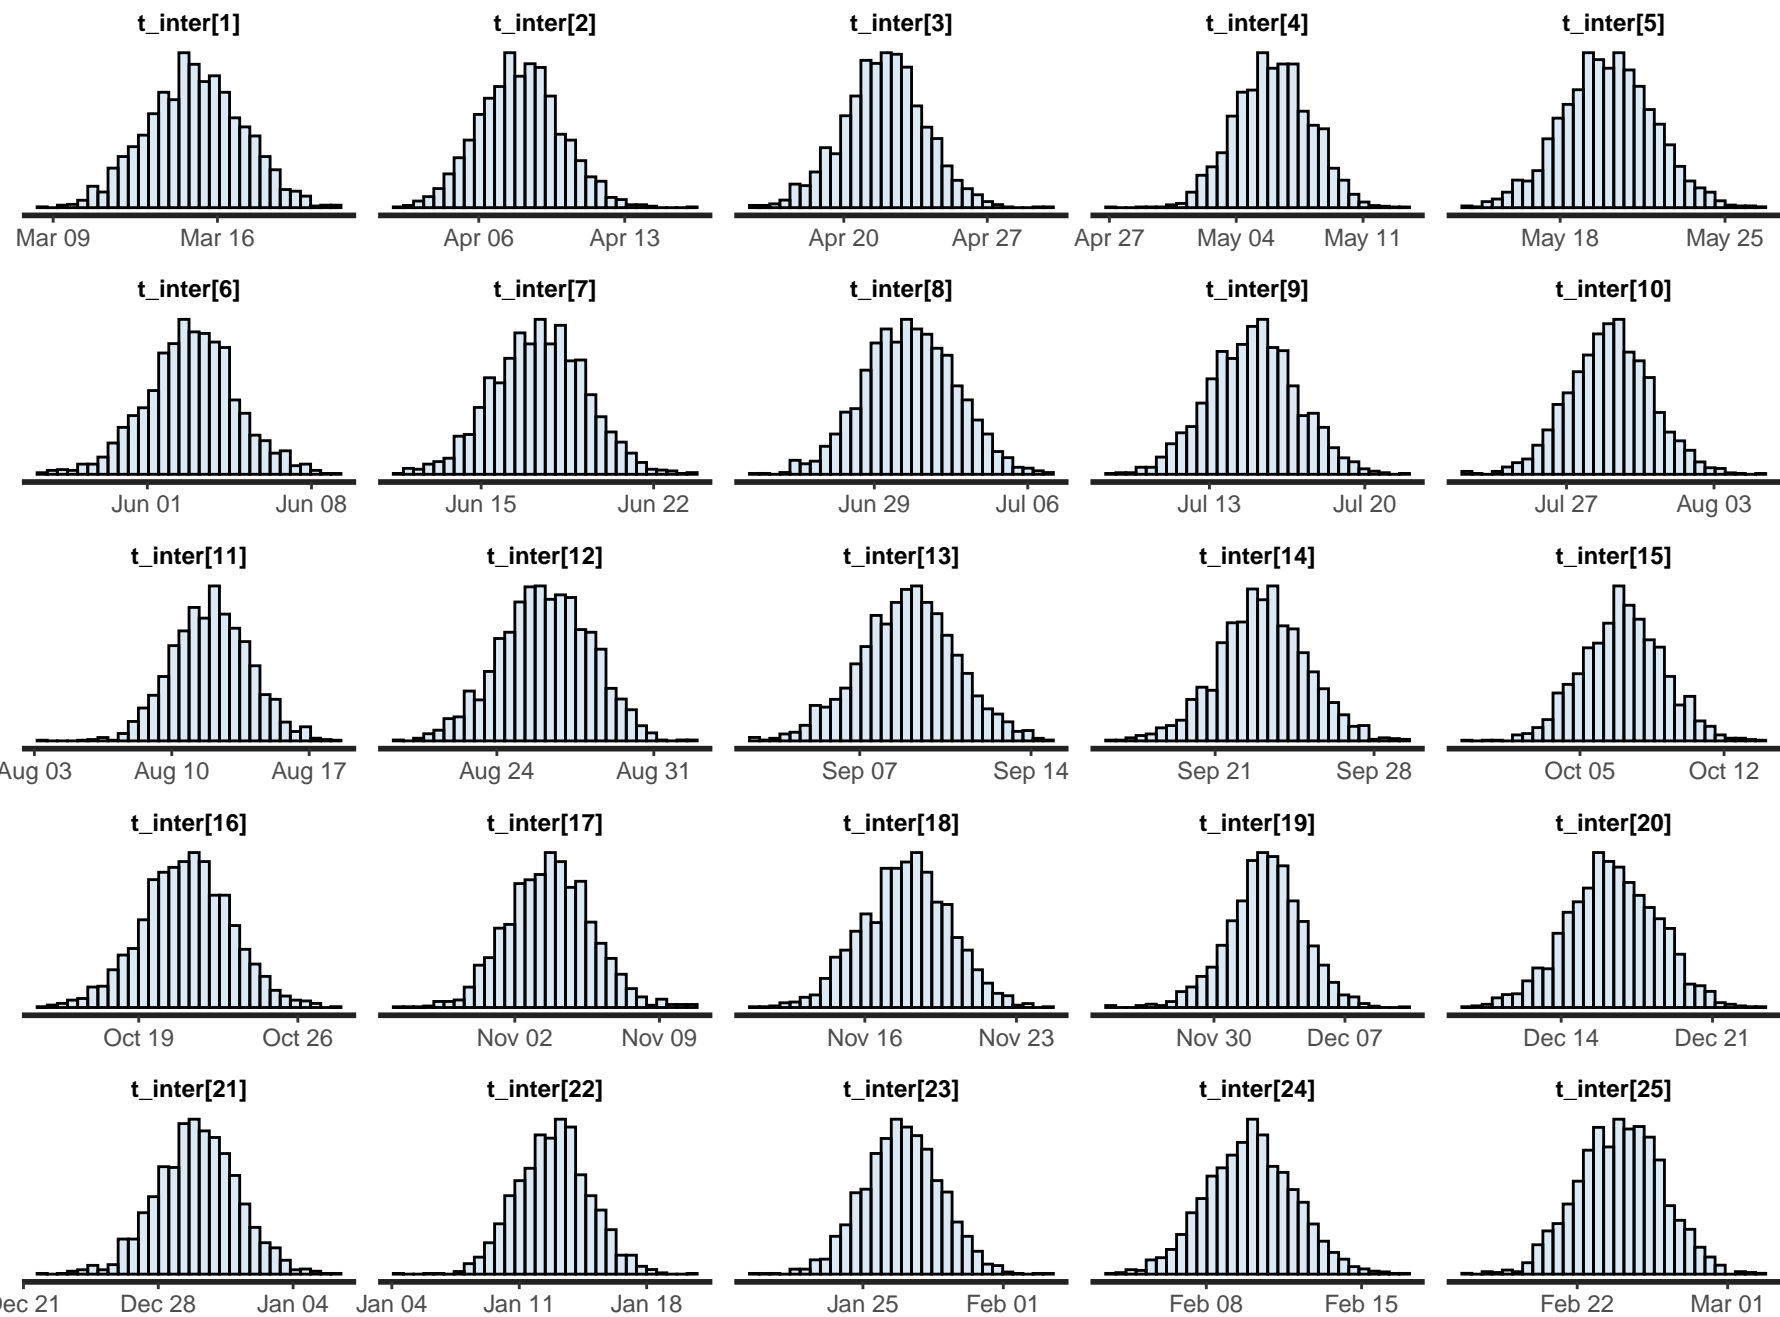 t_inter[1] t_inter[2] t_inter[3] t_inter[4] t_inter[5]
Mar 09 Mar 16 Apr 06 Apr 13 Apr 20 Apr 27 Apr 27 May 04 May 11 May 18 May 25
t_inter[6] t_inter[7] t_inter[8] t_inter[9] t_inter[10]
Jun 01 Jun 08 Jun 15 Jun 22 Jun 29 Jul 06 Jul 13 Jul 20 Jul 27 Aug 03
t_inter[11] t_inter[12] t_inter[13] t_inter[14] t_inter[15]
Aug 03 Aug 10 Aug 17 Aug 24 Aug 31 Sep 07 Sep 14 Sep 21 Sep 28 Oct 05 Oct 12
t_inter[16] t_inter[17] t_inter[18] t_inter[19] t_inter[20]
Oct 19 Oct 26 Nov 02 Nov 09 Nov 16 Nov 23 Nov 30 Dec 07 Dec 14 Dec 21
t_inter[21] t_inter[22] t_inter[23] t_inter[24] t_inter[25]
Dec 21 Dec 28 Jan 04 Jan 04 Jan 11 Jan 18 Jan 25 Feb 01 Feb 08 Feb 15 Feb 22 Mar 01